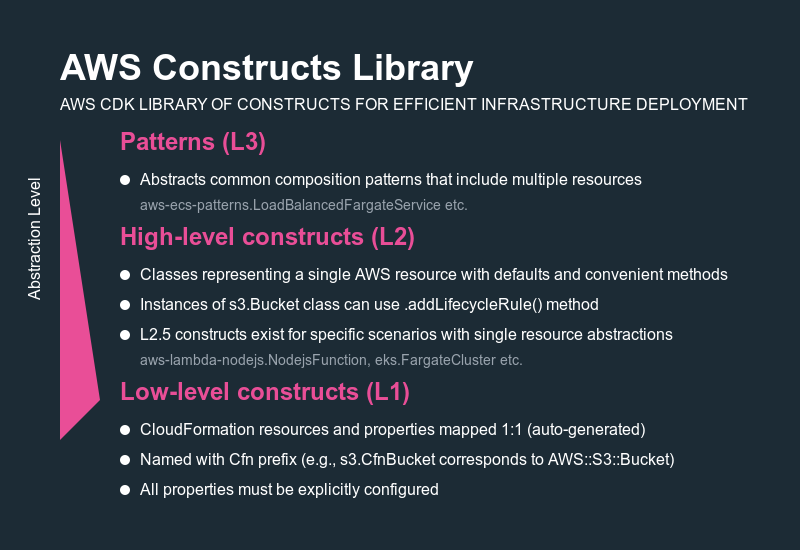 AWS Constructs Library
AWS CDK LIBRARY OF CONSTRUCTS FOR EFFICIENT INFRASTRUCTURE DEPLOYMENT
Abstraction Level
Patterns (L3)
Abstracts common composition patterns that include multiple resources
aws-ecs-patterns.LoadBalancedFargateService etc.
High-level constructs (L2)
Classes representing a single AWS resource with defaults and convenient methods
Instances of s3.Bucket class can use .addLifecycleRule() method
L2.5 constructs exist for specific scenarios with single resource abstractions
aws-lambda-nodejs.NodejsFunction, eks.FargateCluster etc.
Low-level constructs (L1)
CloudFormation resources and properties mapped 1:1 (auto-generated)
Named with Cfn prefix (e.g., s3.CfnBucket corresponds to AWS::S3::Bucket)
All properties must be explicitly configured